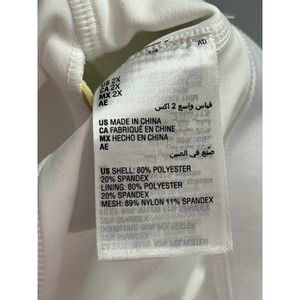 AD
US 2X
CA 2X
MX 2X
AE
قياس واسع 2 اكس
US MADE IN CHINA
CA FABRIQUÉ EN CHINE
MX HECHO EN CHINA
AE
صنع في الصين
US SHELL: 80% POLYESTER
20% SPANDEX
LINING: 80% POLYESTER
20% SPANDEX
MESH: 89% NYLON 11% SPANDEX